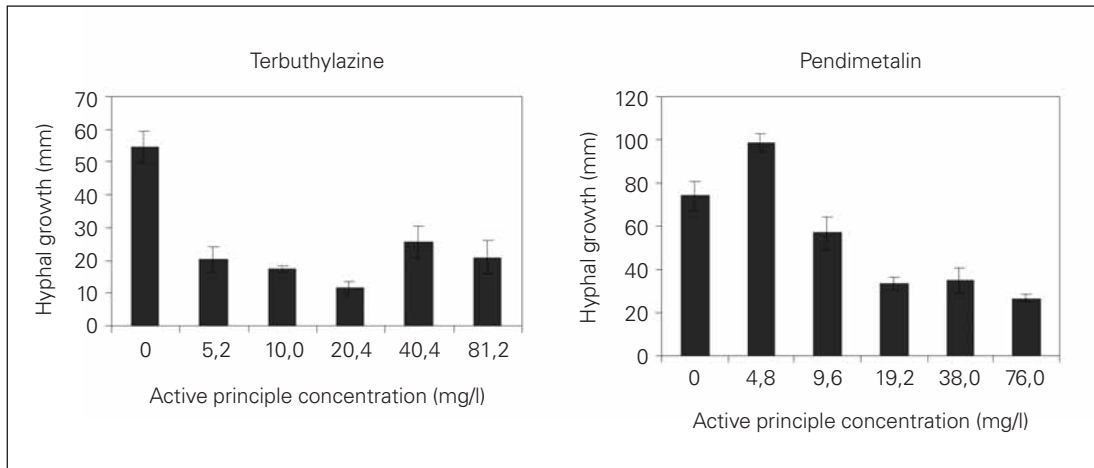 Terbuthylazine
Hyphal growth (mm)
70
60
50
40
30
20
10
0
0 5,2 10,0 20,4 40,4 81,2
Active principle concentration (mg/l)
Pendimetalin
Hyphal growth (mm)
120
100
80
60
40
20
0
0 4,8 9,6 19,2 38,0 76,0
Active principle concentration (mg/l)